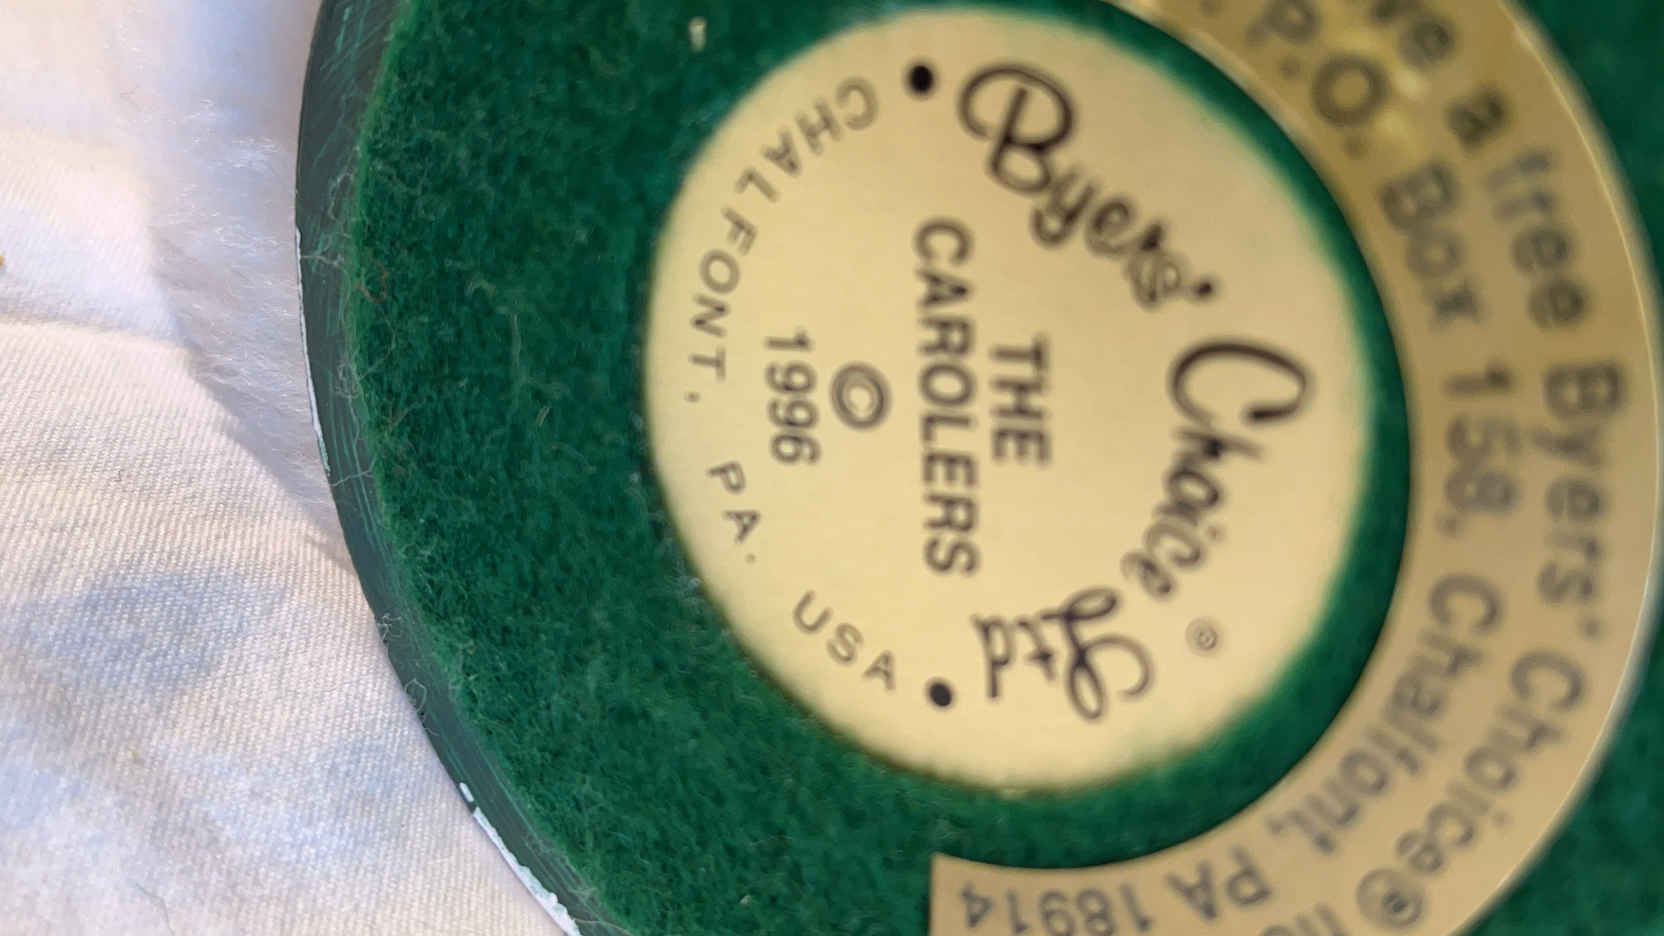 Byers' Choice Ltd ®
THE
CAROLERS
©
1996
• CHALFONT, PA. USA •
a free Byers' Choice®
P.O. Box 158, Chalfont, PA 18914